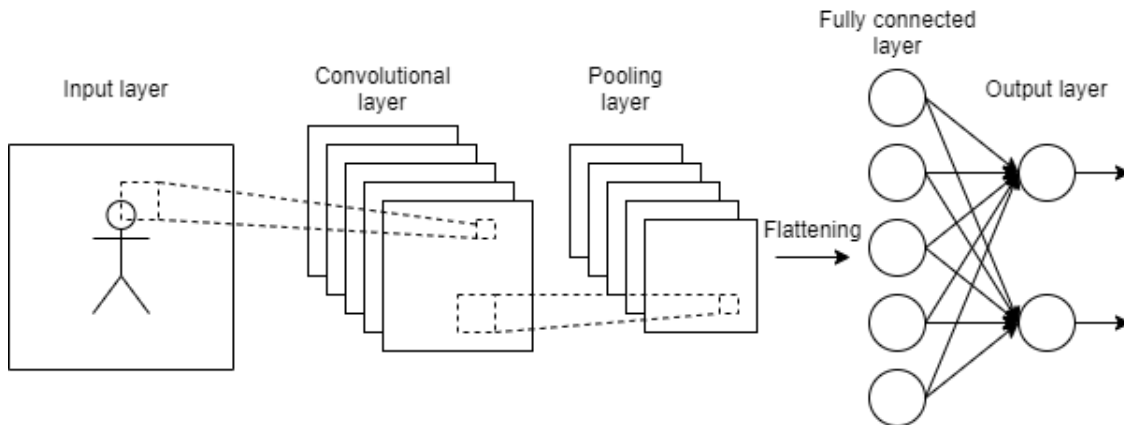 Input layer
Convolutional
layer
Pooling
layer
Flattening
Fully connected
layer
Output layer